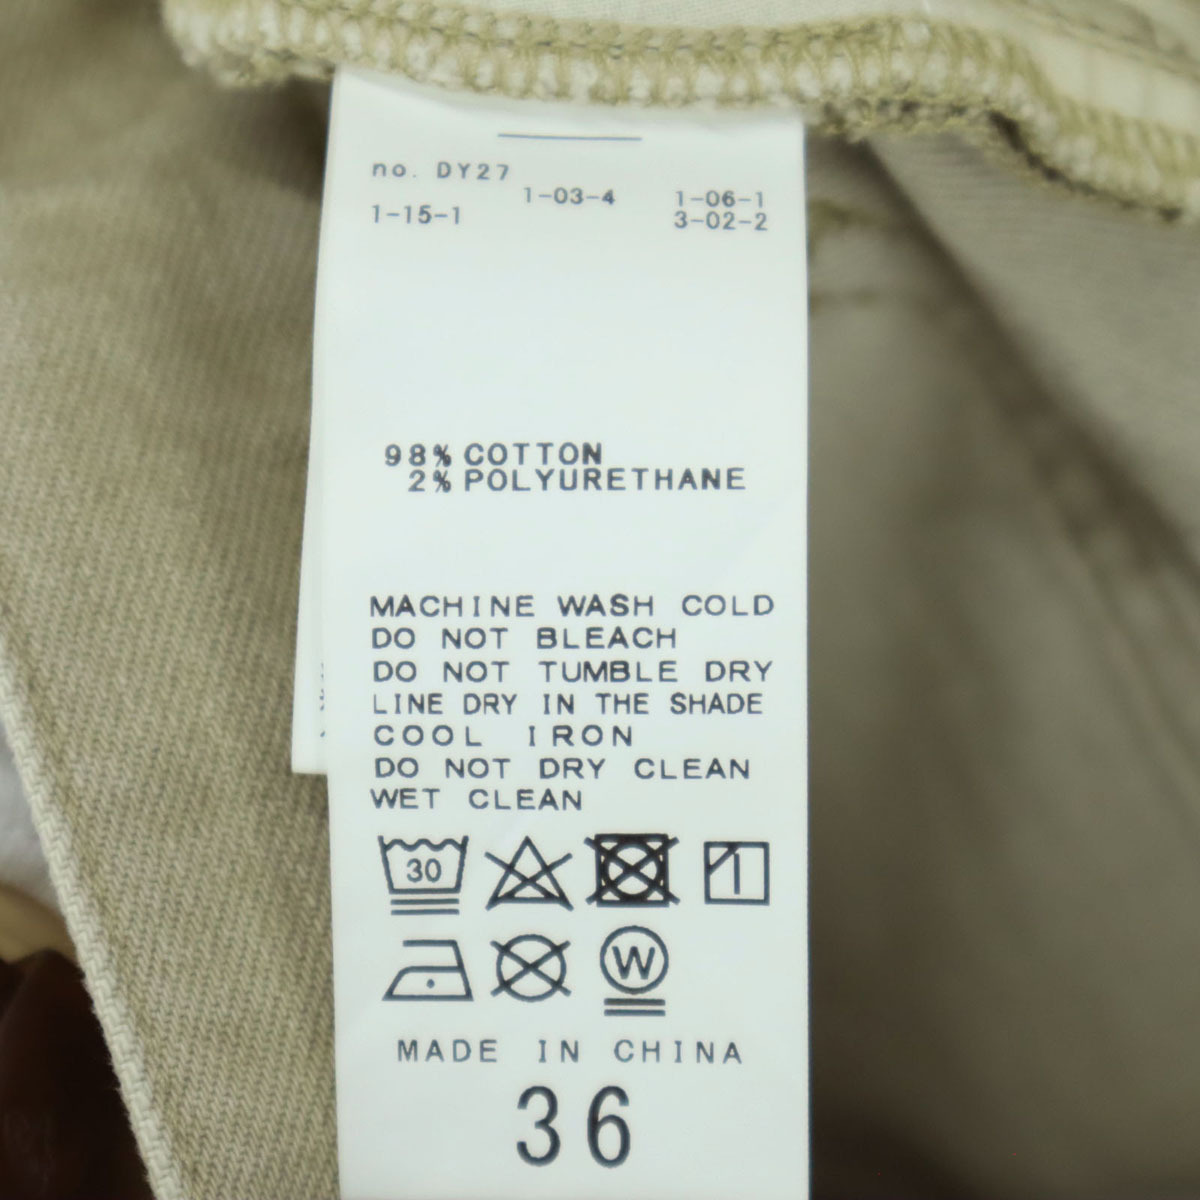 no. DY27
1-03-4 1-06-1
1-15-1 3-02-2
98% COTTON
2% POLYURETHANE
MACHINE WASH COLD
DO NOT BLEACH
DO NOT TUMBLE DRY
LINE DRY IN THE SHADE
COOL IRON
DO NOT DRY CLEAN
WET CLEAN
30
W
MADE IN CHINA
36